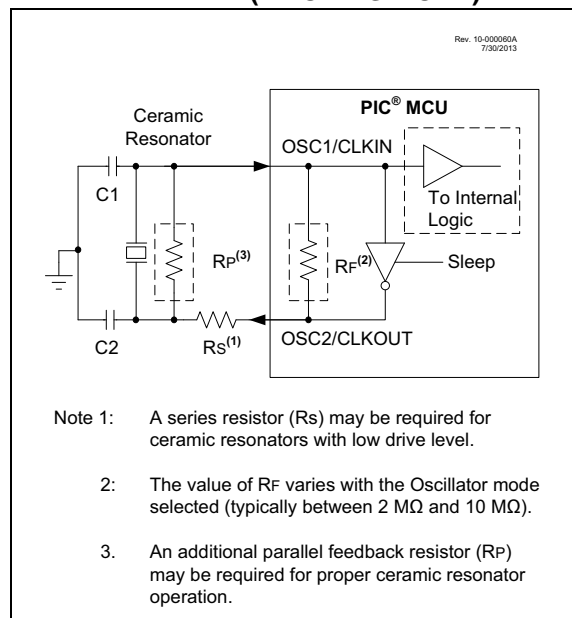 Rev. 10-000060A
7/30/2013
PIC® MCU
Ceramic
Resonator
OSC1/CLKIN
C1
To Internal
Logic
RP(3)
RF(2)
Sleep
C2
RS(1)
OSC2/CLKOUT
Note 1: A series resistor (Rs) may be required for
ceramic resonators with low drive level.
2: The value of RF varies with the Oscillator mode
selected (typically between 2 MΩ and 10 MΩ).
3. An additional parallel feedback resistor (RP)
may be required for proper ceramic resonator
operation.